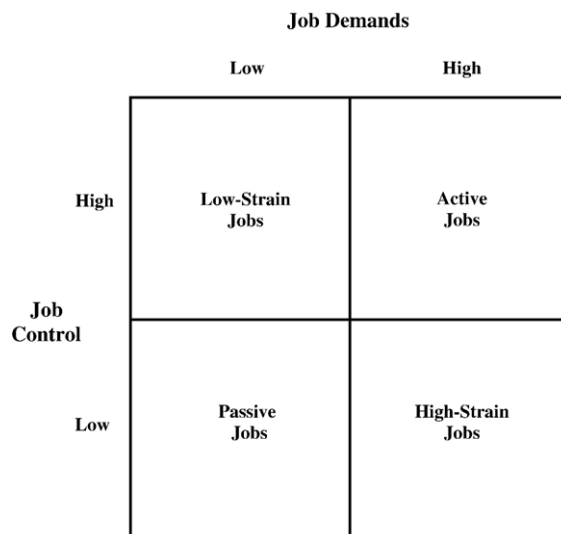 Job Demands
Low High
High
Low-Strain
Jobs
Active
Jobs
Job
Control
Low
Passive
Jobs
High-Strain
Jobs